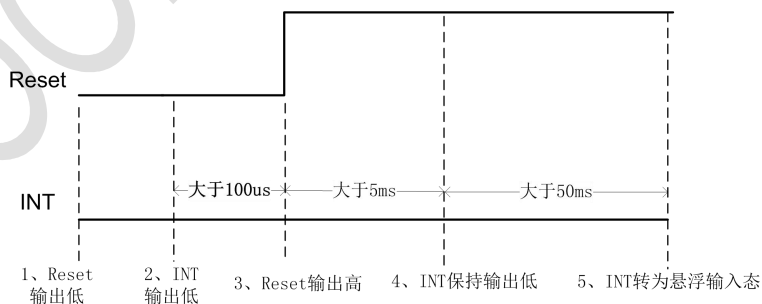 Reset
大于100us
大于5ms
大于50ms
INT
1、Reset
输出低
2、INT
输出低
3、Reset输出高
4、INT保持输出低
5、INT转为悬浮输入态